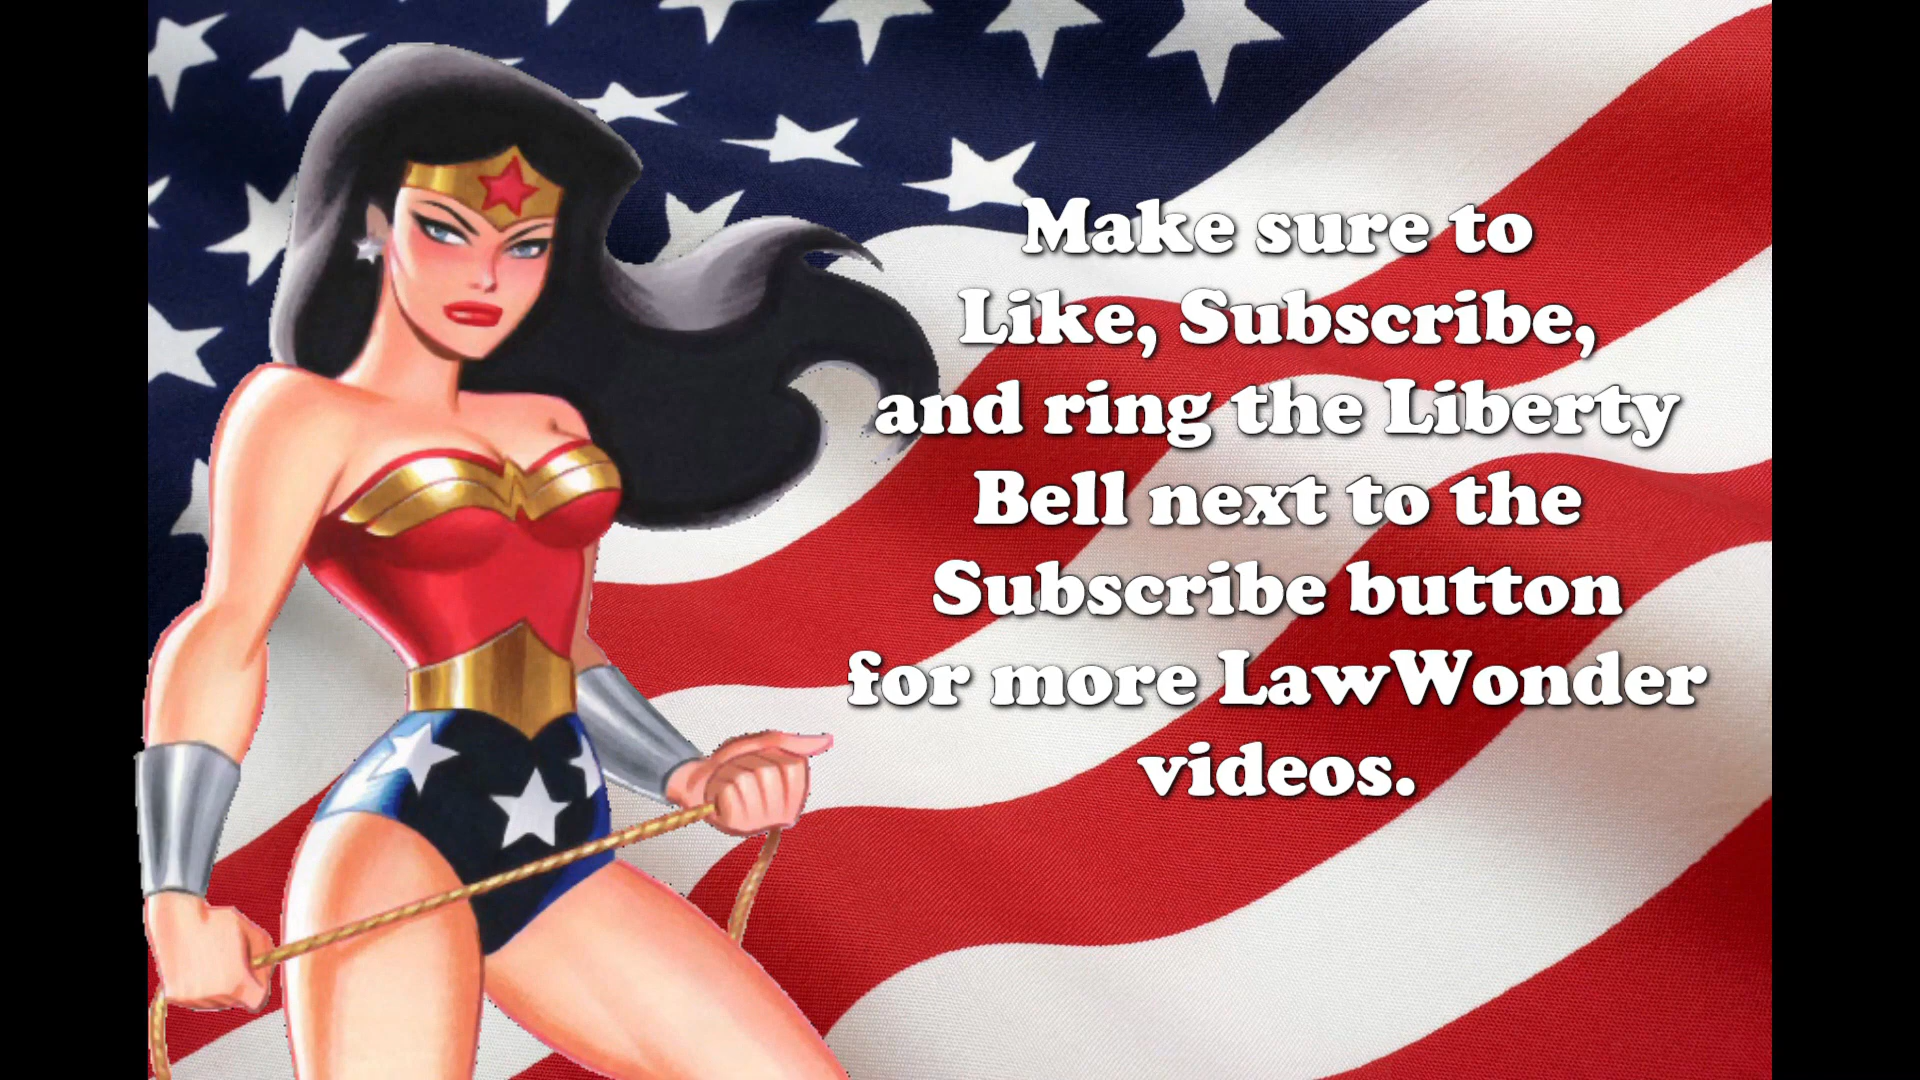 Make sure to
Like, Subscribe,
and ring the Liberty
Bell next to the
Subscribe button
for more LawWonder
videos.